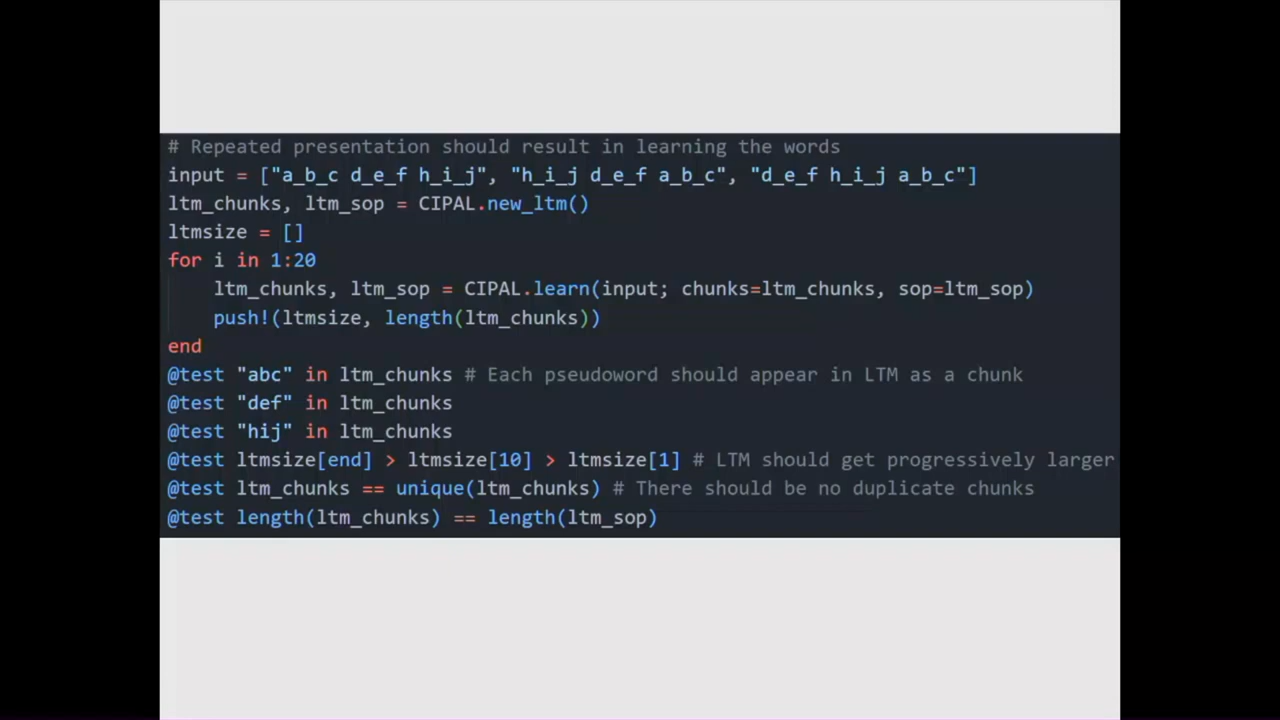 # Repeated presentation should result in learning the words
input = ["a_b_c d_e_f h_i_j", "h_i_j d_e_f a_b_c", "d_e_f h_i_j a_b_c"]
ltm_chunks, ltm_sop = CIPAL.new_ltm()
ltmsize = []
for i in 1:20
    ltm_chunks, ltm_sop = CIPAL.learn(input; chunks=ltm_chunks, sop=ltm_sop)
    push!(ltmsize, length(ltm_chunks))
end
@test "abc" in ltm_chunks # Each pseudoword should appear in LTM as a chunk
@test "def" in ltm_chunks
@test "hij" in ltm_chunks
@test ltmsize[end] > ltmsize[10] > ltmsize[1] # LTM should get progressively larger
@test ltm_chunks == unique(ltm_chunks) # There should be no duplicate chunks
@test length(ltm_chunks) == length(ltm_sop)